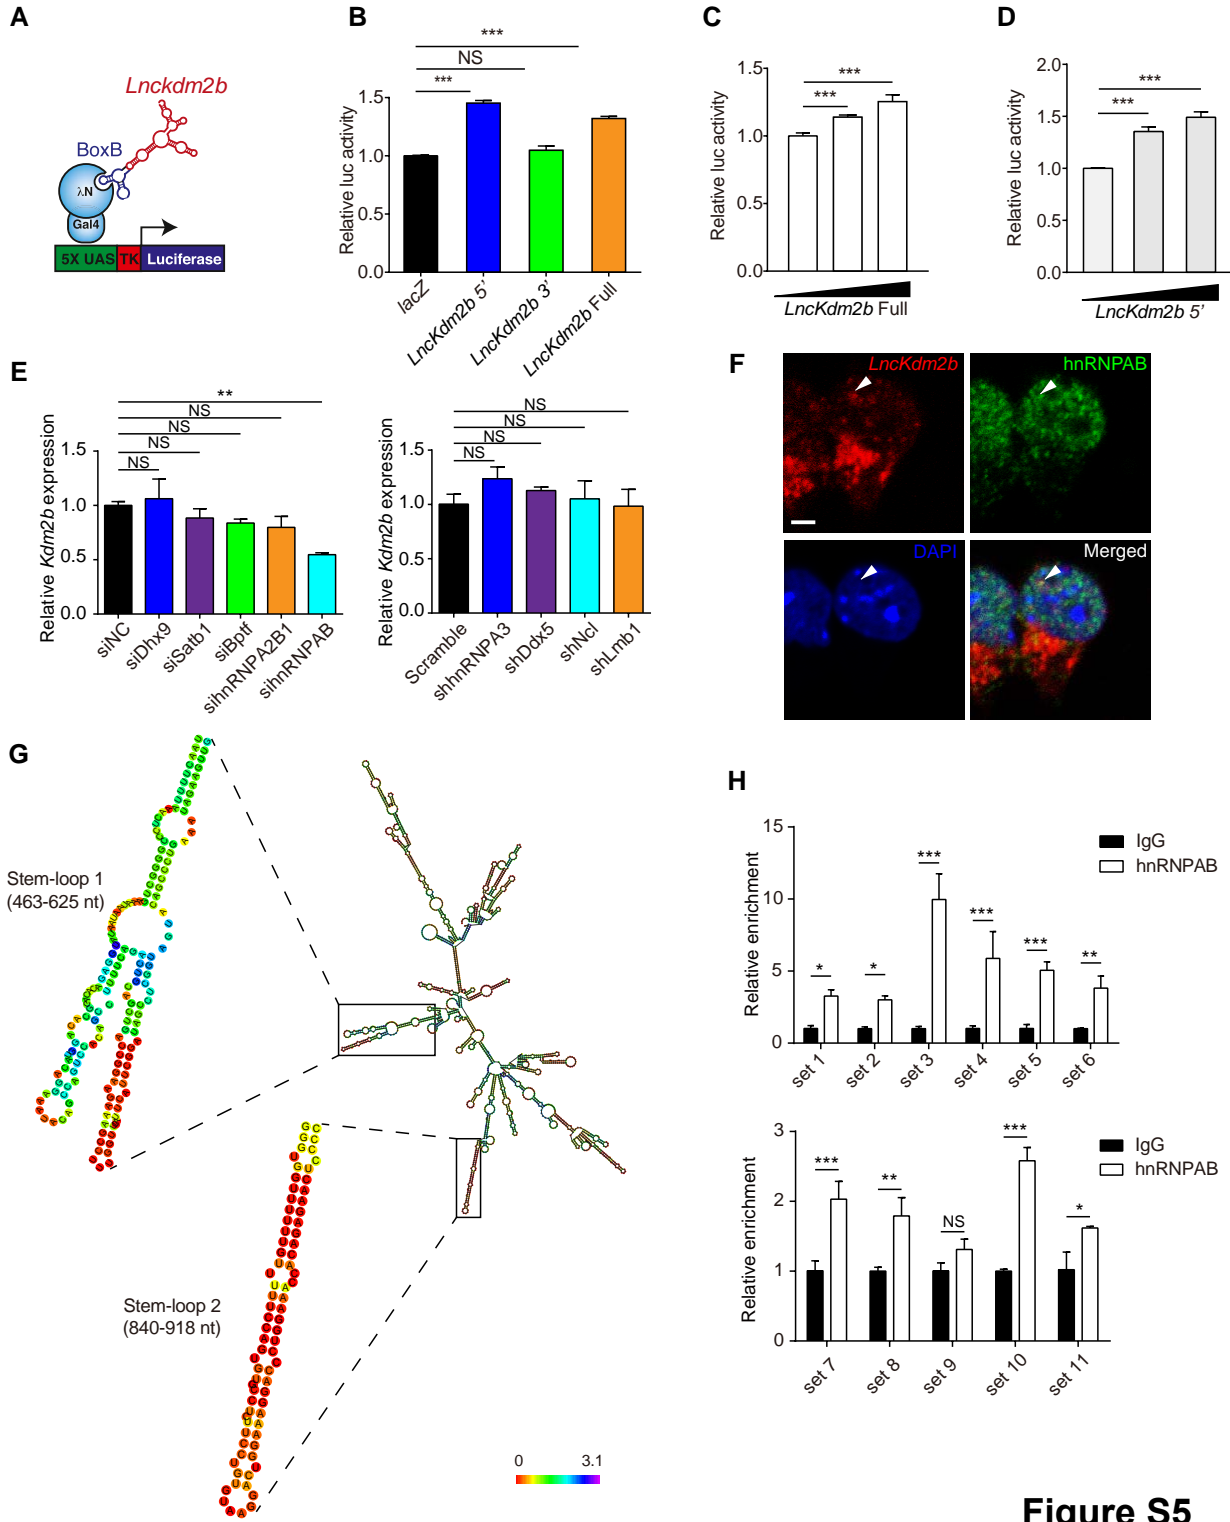 A
Lnckdm2b
BoxB
λN
Gal4
5X UAS TK Luciferase
B
***
NS
***
Relative luc activity
1.5
1.0
0.5
0.0
lacZ
LncKdm2b 5'
LncKdm2b 3'
LncKdm2b Full
C
***
***
Relative luc activity
1.5
1.0
0.5
0.0
LncKdm2b Full
D
***
***
Relative luc activity
2.0
1.5
1.0
0.5
0.0
LncKdm2b 5'
E
**
NS
NS
NS
NS
Relative Kdm2b expression
1.5
1.0
0.5
0.0
siNC
siDhx9
siSatb1
siBptf
sihnRNPA2B1
sihnRNPAB
NS
NS
NS
NS
Relative Kdm2b expression
1.5
1.0
0.5
0.0
Scramble
shhnRNPA3
shDdx5
shNcl
shLmb1
F
LncKdm2b
hnRNPAB
DAPI
Merged
G
Stem-loop 1
(463-625 nt)
Stem-loop 2
(840-918 nt)
0 3.1
H
Relative enrichment
15
10
5
0
IgG
hnRNPAB
*
*
***
***
***
**
set 1
set 2
set 3
set 4
set 5
set 6
Relative enrichment
3
2
1
0
IgG
hnRNPAB
***
**
NS
***
*
set 7
set 8
set 9
set 10
set 11
Figure S5